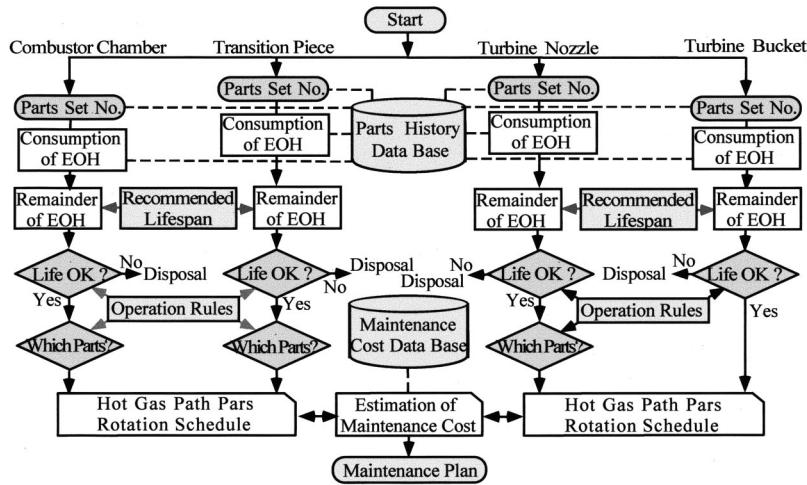 Start
Combustor Chamber
Transition Piece
Turbine Nozzle
Turbine Bucket
Parts Set No.
Parts Set No.
Parts Set No.
Parts Set No.
Consumption
of EOH
Consumption
of EOH
Parts History
Data Base
Consumption
of EOH
Consumption
of EOH
Remainder
of EOH
Recommended
Lifespan
Remainder
of EOH
Remainder
of EOH
Recommended
Lifespan
Remainder
of EOH
Life OK ?
No
Disposal
Yes
Life OK ?
Disposal
No
Yes
No
Disposal
Life OK ?
Yes
Disposal
No
Life OK ?
Yes
Operation Rules
Operation Rules
Maintenance
Cost Data Base
Which Parts?
Which Parts?
Which Parts?
Hot Gas Path Pars
Rotation Schedule
Estimation of
Maintenance Cost
Hot Gas Path Pars
Rotation Schedule
Maintenance Plan